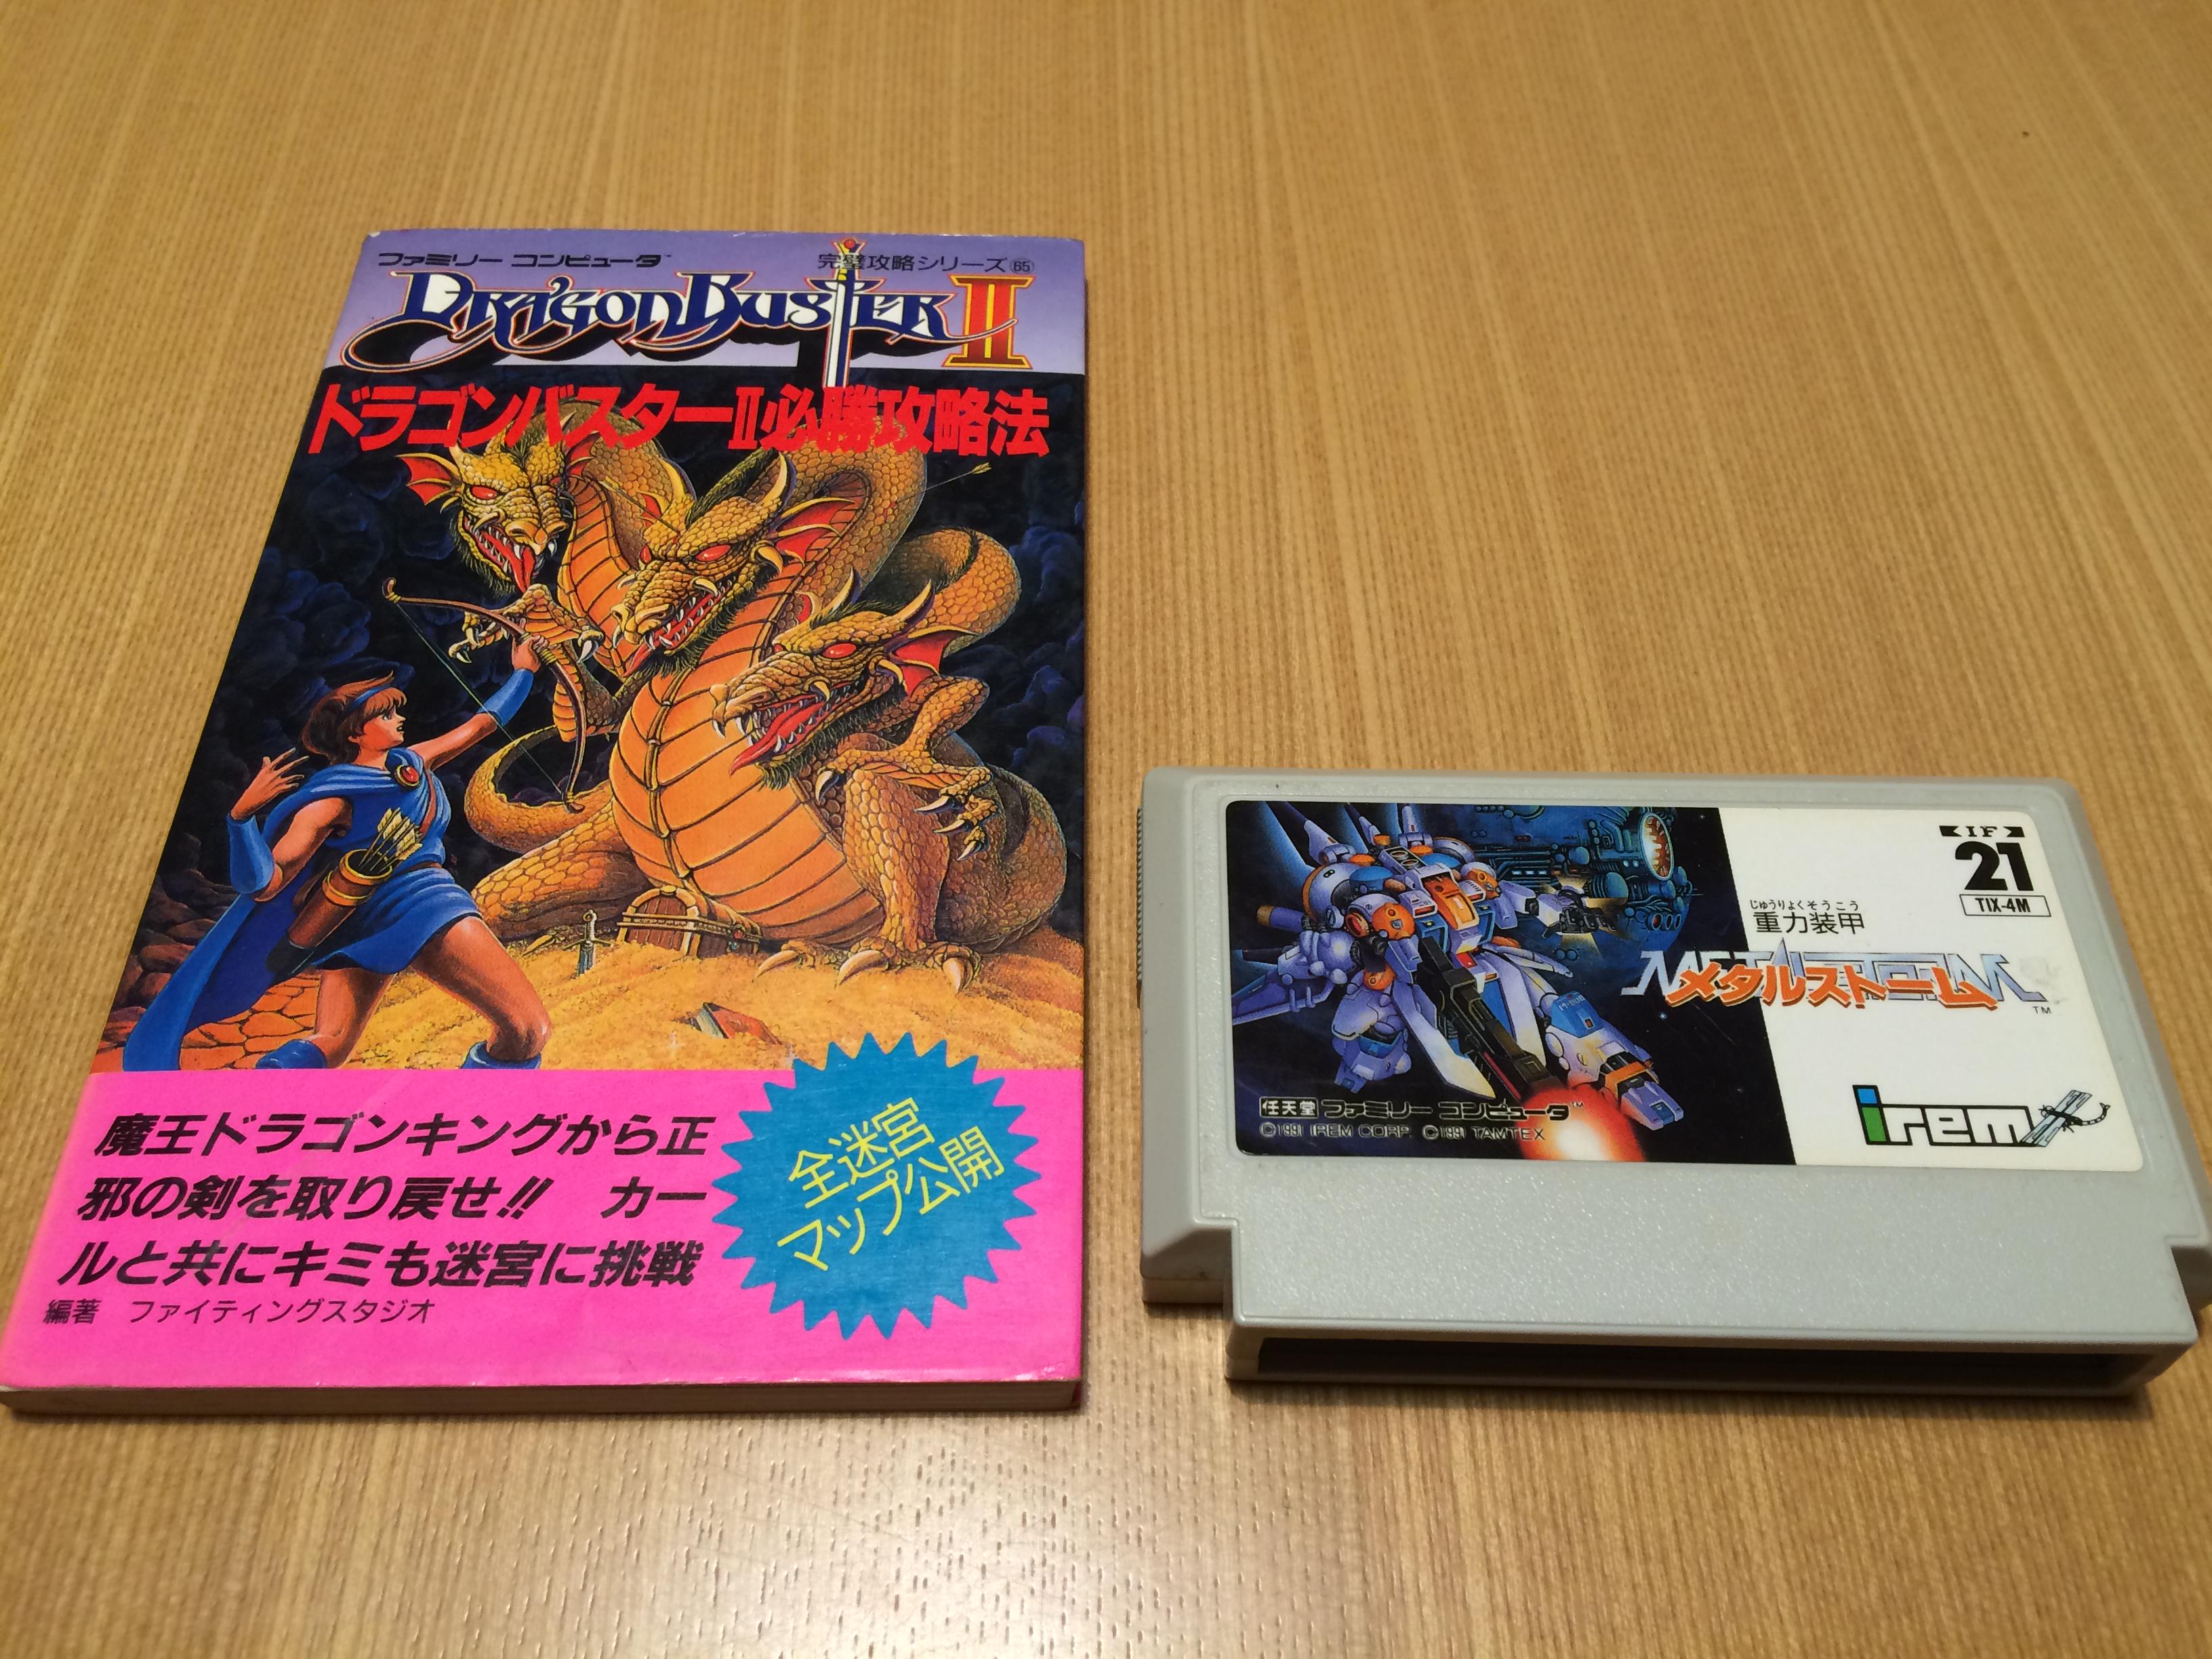 ファミリー コンピュータ™
完璧攻略シリーズ65
DRAGON BUSTER II
ドラゴンバスターII必勝攻略法
魔王ドラゴンキングから正
邪の剣を取り戻せ!! カー
ルと共にキミも迷宮に挑戦
編著 ファイティングスタジオ
全迷宮
マップ公開
IF
21
TIX-4M
じゅうりょくそうこう
重力装甲
METALSTORM
メタルストーム
TM
任天堂 ファミリー コンピュータ™
©1991 IREM CORP. ©1991 TAMTEX
irem